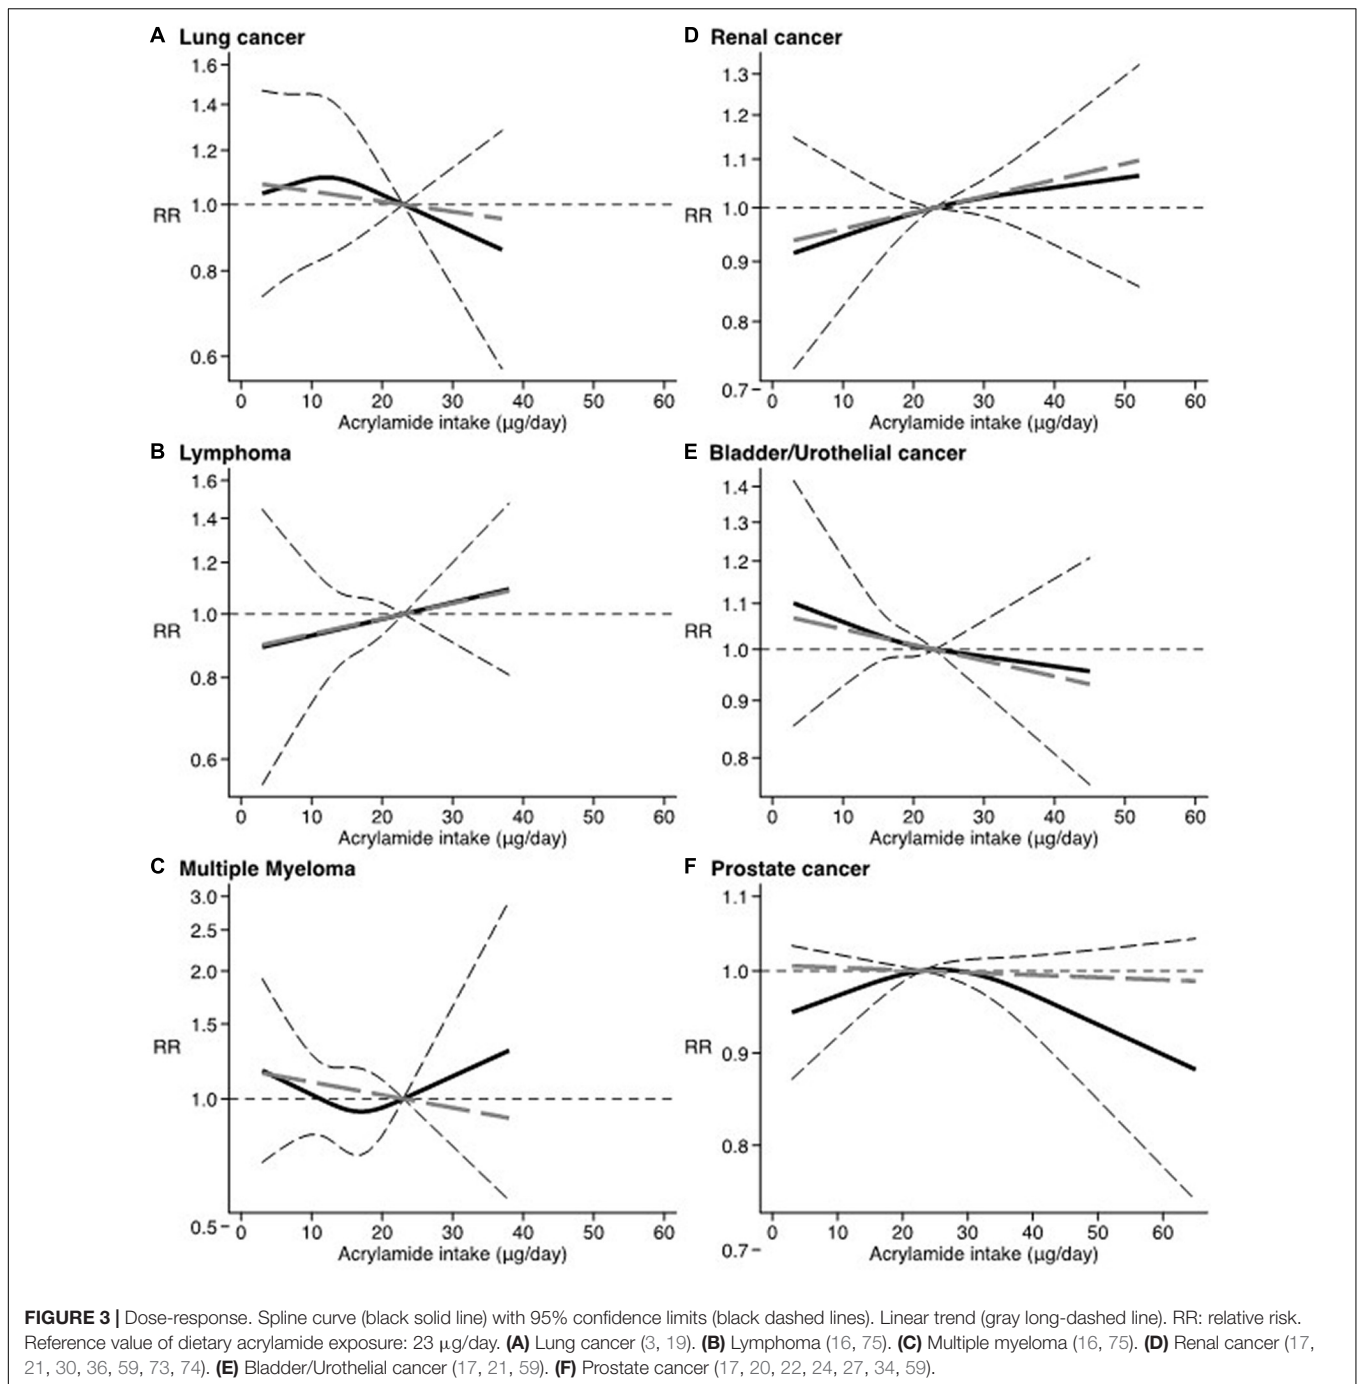 A Lung cancer
1.6
1.4
1.2
1.0
RR
0.8
0.6
0 10 20 30 40 50 60
Acrylamide intake (μg/day)
D Renal cancer
1.3
1.2
1.1
1.0
RR
0.9
0.8
0.7
0 10 20 30 40 50 60
Acrylamide intake (μg/day)
B Lymphoma
1.6
1.4
1.2
1.0
RR
0.8
0.6
0 10 20 30 40 50 60
Acrylamide intake (μg/day)
E Bladder/Urothelial cancer
1.4
1.3
1.2
1.1
1.0
RR
0.9
0.8
0 10 20 30 40 50 60
Acrylamide intake (μg/day)
C Multiple Myeloma
3.0
2.5
2.0
1.5
RR
1.0
0.5
0 10 20 30 40 50 60
Acrylamide intake (μg/day)
F Prostate cancer
1.1
1.0
RR
0.9
0.8
0.7
0 10 20 30 40 50 60
Acrylamide intake (μg/day)
FIGURE 3 | Dose-response. Spline curve (black solid line) with 95% confidence limits (black dashed lines). Linear trend (gray long-dashed line). RR: relative risk.
Reference value of dietary acrylamide exposure: 23 μg/day. (A) Lung cancer (3, 19). (B) Lymphoma (16, 75). (C) Multiple myeloma (16, 75). (D) Renal cancer (17,
21, 30, 36, 59, 73, 74). (E) Bladder/Urothelial cancer (17, 21, 59). (F) Prostate cancer (17, 20, 22, 24, 27, 34, 59).